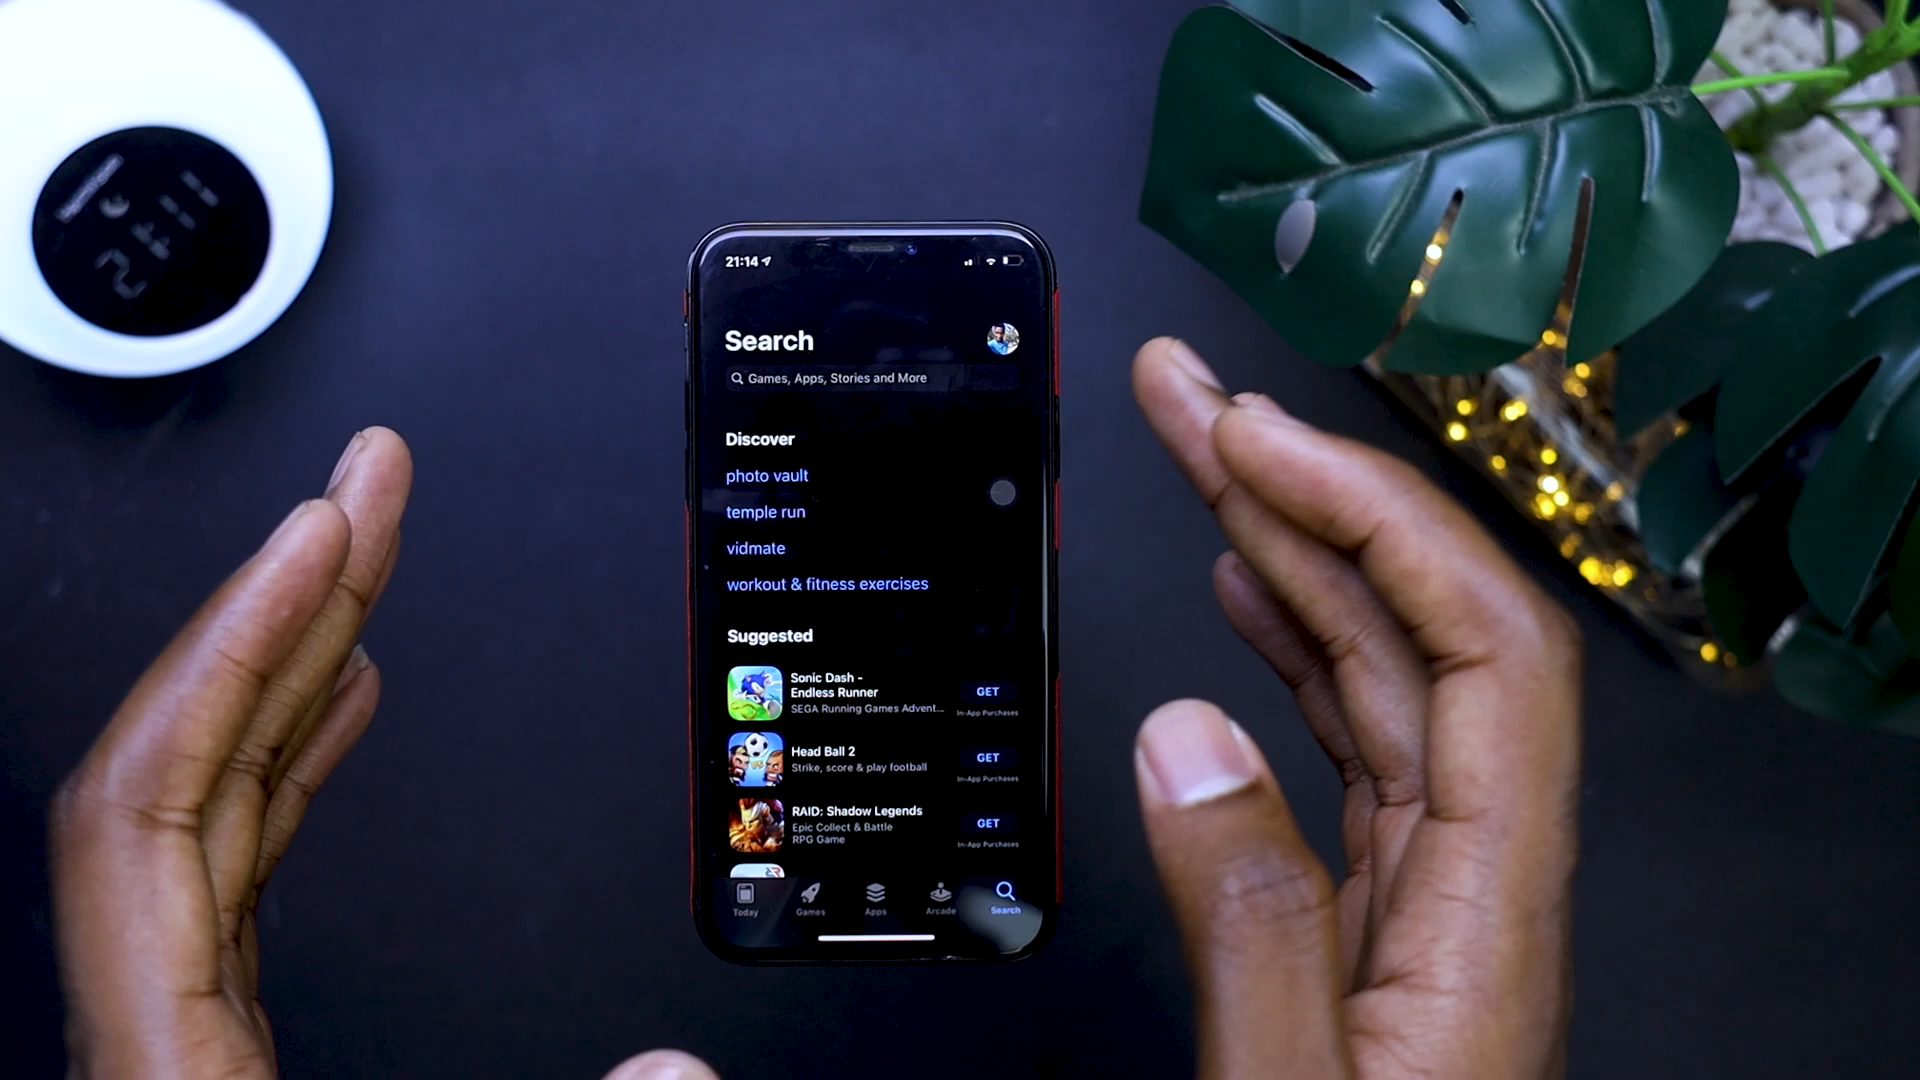 21:14
Search
Games, Apps, Stories and More
Discover
photo vault
temple run
vidmate
workout & fitness exercises
Suggested
Sonic Dash -
Endless Runner
SEGA Running Games Advent...
GET
In-App Purchases
Head Ball 2
Strike, score & play football
GET
In-App Purchases
RAID: Shadow Legends
Epic Collect & Battle
RPG Game
GET
In-App Purchases
Today
Games
Apps
Arcade
Search